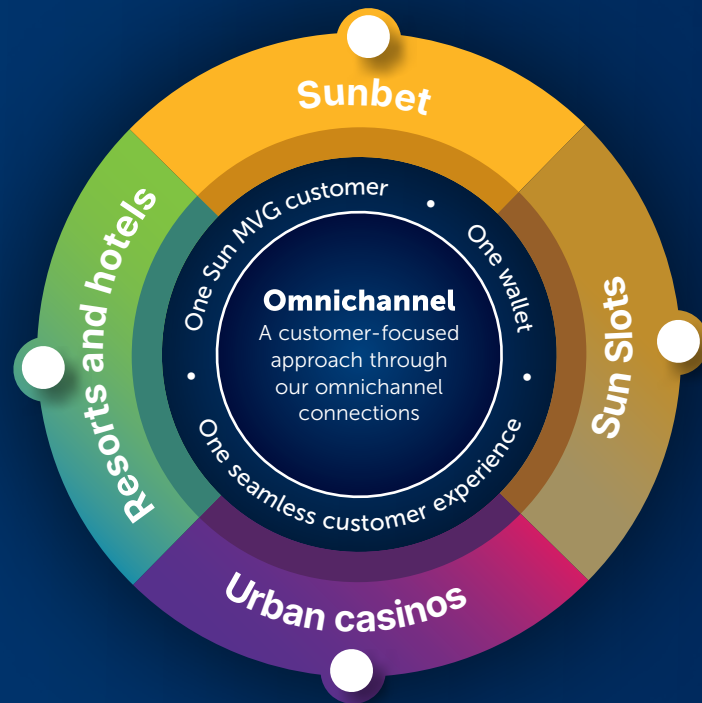 Sunbet
Sun Slots
Urban casinos
Resorts and hotels
One Sun MVG customer
•
One wallet
•
One seamless customer experience
•
Omnichannel
A customer-focused
approach through
our omnichannel
connections